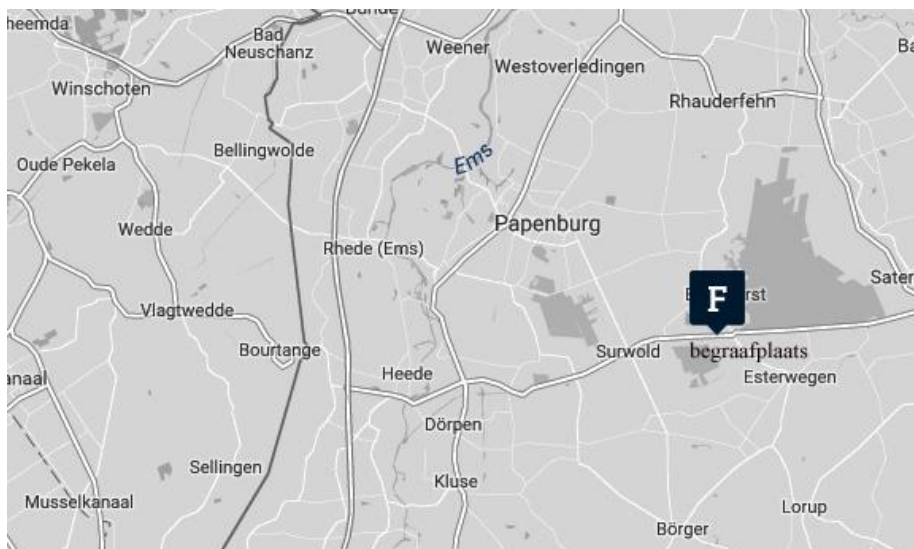 heemda
Bad
Neuschanz
Weener
Westoverledingen
Winschoten
Rhauderfehn
Oude Pekela
Bellingwolde
Ems
Wedde
Papenburg
Rhede (Ems)
Sater
F
Vlagtwedde
Bourtange
Surwold
begraafplaats
Heede
Esterwegen
anaal
Dörpen
Sellingen
Kluse
Musselkanaal
Lorup
Börger